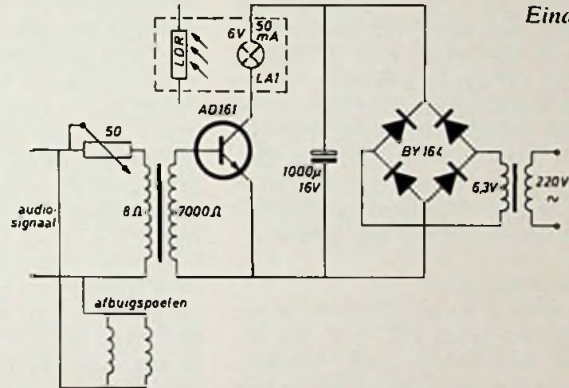 Eind
LDR
6V
50 mA
LA1
AD161
50
BY 164
1000µ
16V
6,3V
220V
~
audio-
signaal
8Ω
7000Ω
afbuigspoelen